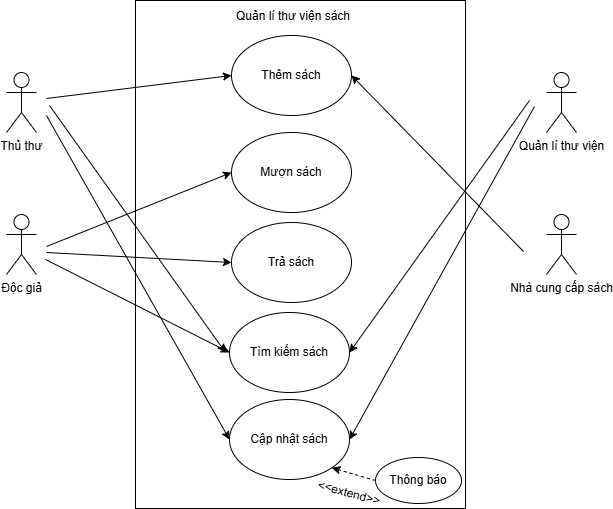 Quản lí thư viện sách
Thêm sách
Thủ thư
Quản lí thư viện
Mượn sách
Trả sách
Độc giả
Nhà cung cấp sách
Tìm kiếm sách
Cập nhật sách
Thông báo
<<extend>>